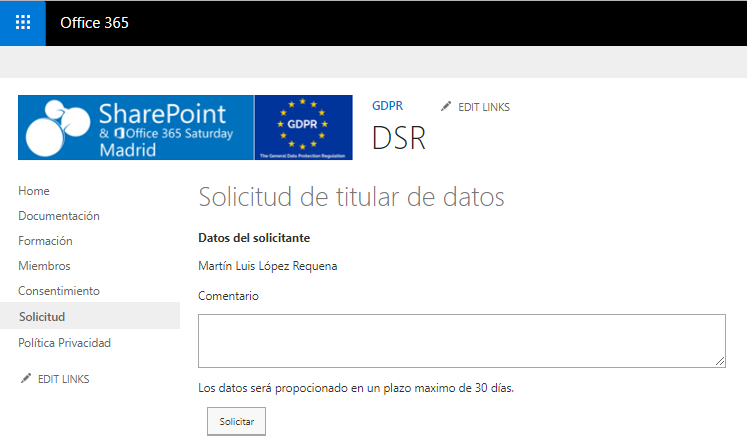 Office 365
SharePoint
& Office 365 Saturday
Madrid
GDPR
The General Data Protection Regulation
GDPR
EDIT LINKS
DSR
Home
Documentación
Formación
Miembros
Consentimiento
Solicitud
Política Privacidad
EDIT LINKS
Solicitud de titular de datos
Datos del solicitante
Martín Luis López Requena
Comentario
Los datos será propocionado en un plazo maximo de 30 días.
Solicitar